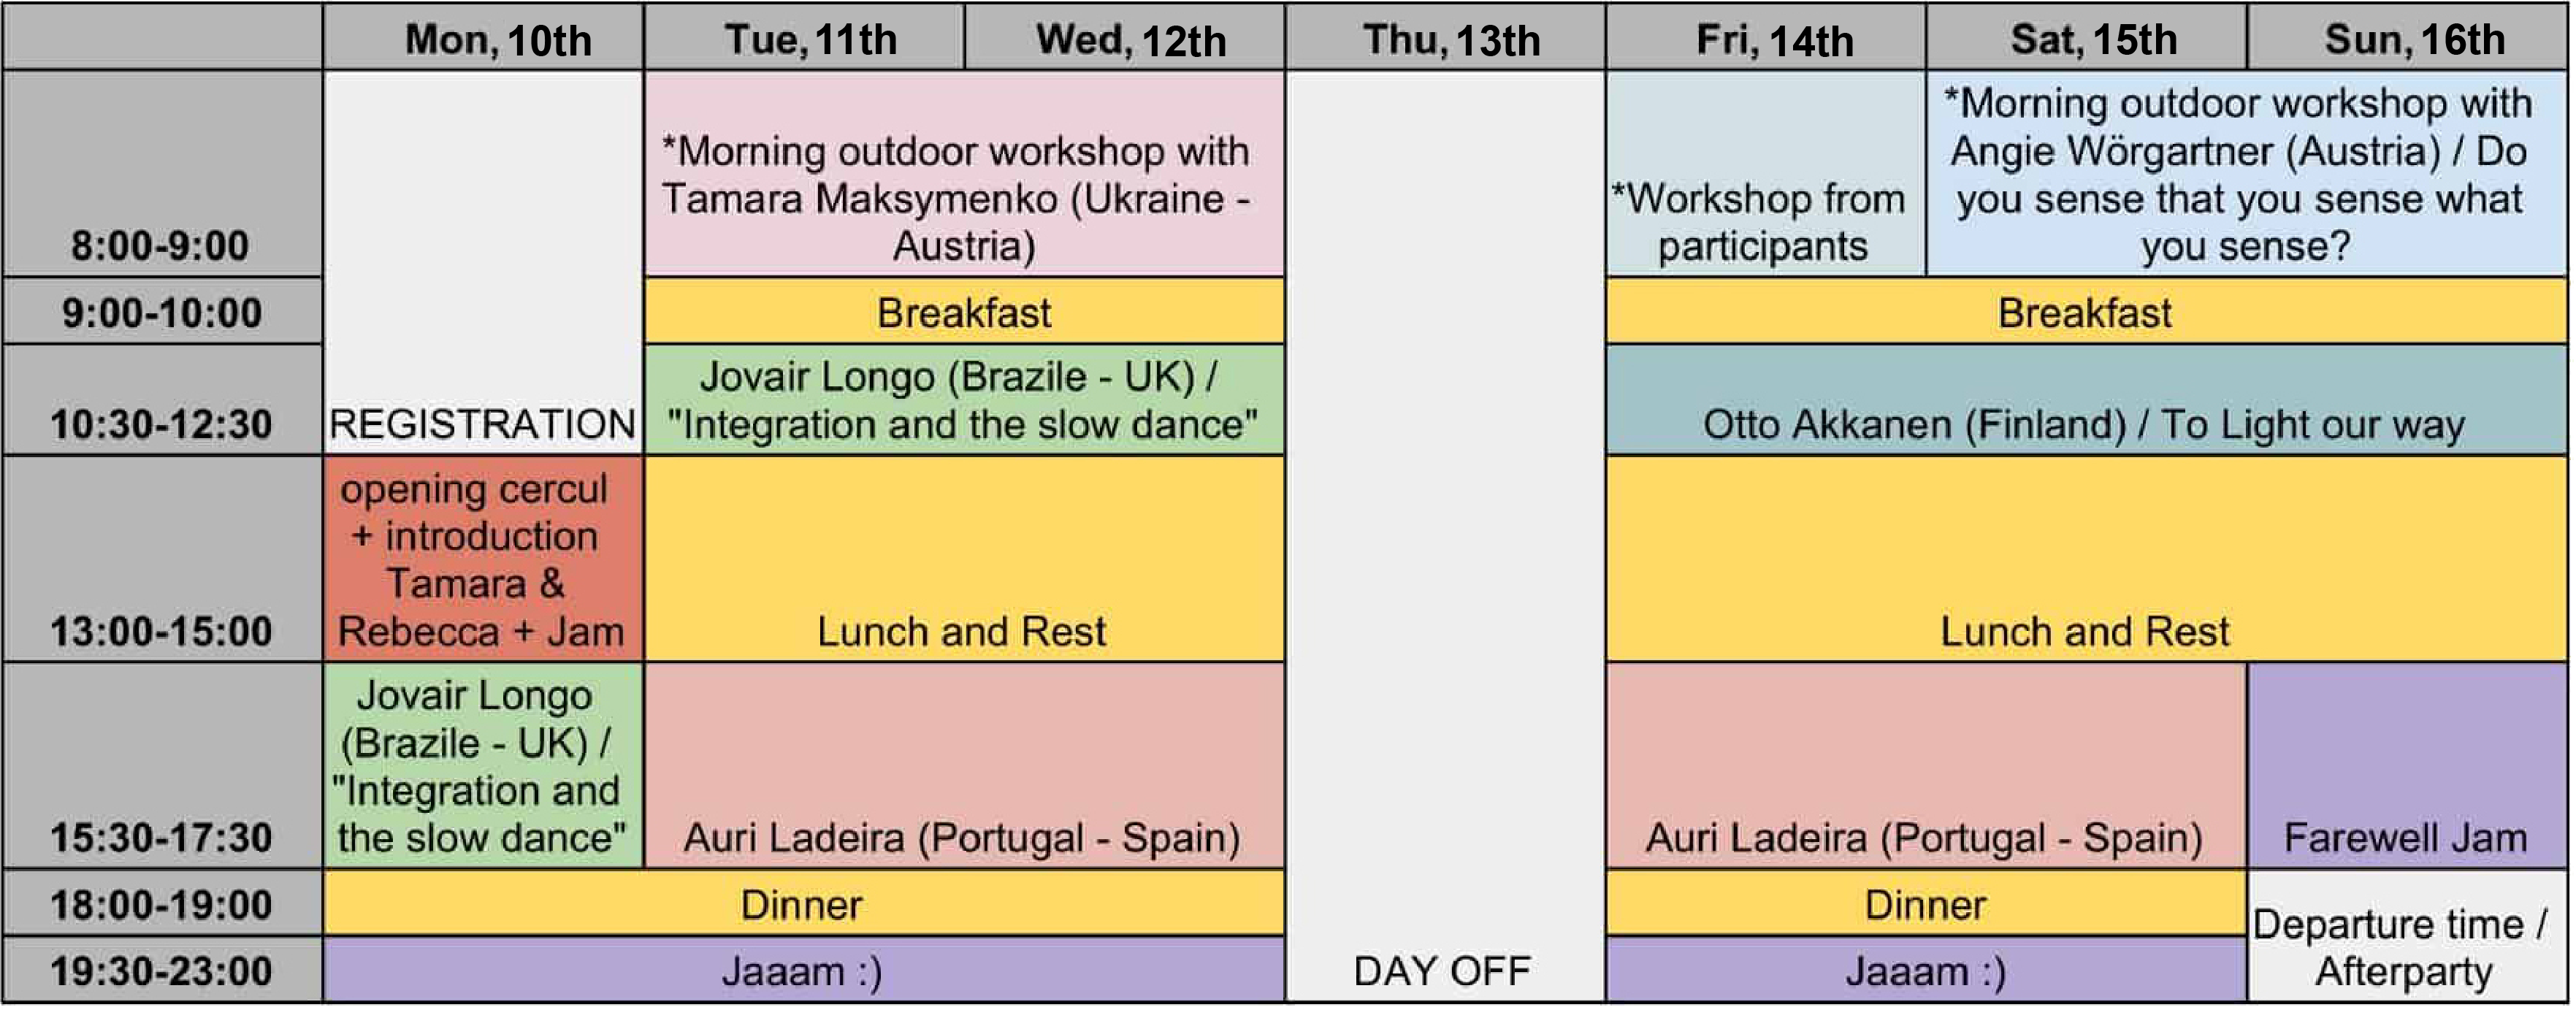 Mon, 10th
Tue, 11th
Wed, 12th
Thu, 13th
Fri, 14th
Sat, 15th
Sun, 16th
8:00-9:00
*Morning outdoor workshop with
Tamara Maksymenko (Ukraine -
Austria)
*Workshop from
participants
*Morning outdoor workshop with
Angie Wörgartner (Austria) / Do
you sense that you sense what
you sense?
9:00-10:00
Breakfast
Breakfast
10:30-12:30
REGISTRATION
Jovair Longo (Brazile - UK) /
"Integration and the slow dance"
Otto Akkanen (Finland) / To Light our way
13:00-15:00
opening cercul
+ introduction
Tamara &
Rebecca + Jam
Lunch and Rest
Lunch and Rest
15:30-17:30
Jovair Longo
(Brazile - UK) /
"Integration and
the slow dance"
Auri Ladeira (Portugal - Spain)
Auri Ladeira (Portugal - Spain)
Farewell Jam
18:00-19:00
Dinner
Dinner
Departure time /
Afterparty
19:30-23:00
Jaaam :)
DAY OFF
Jaaam :)